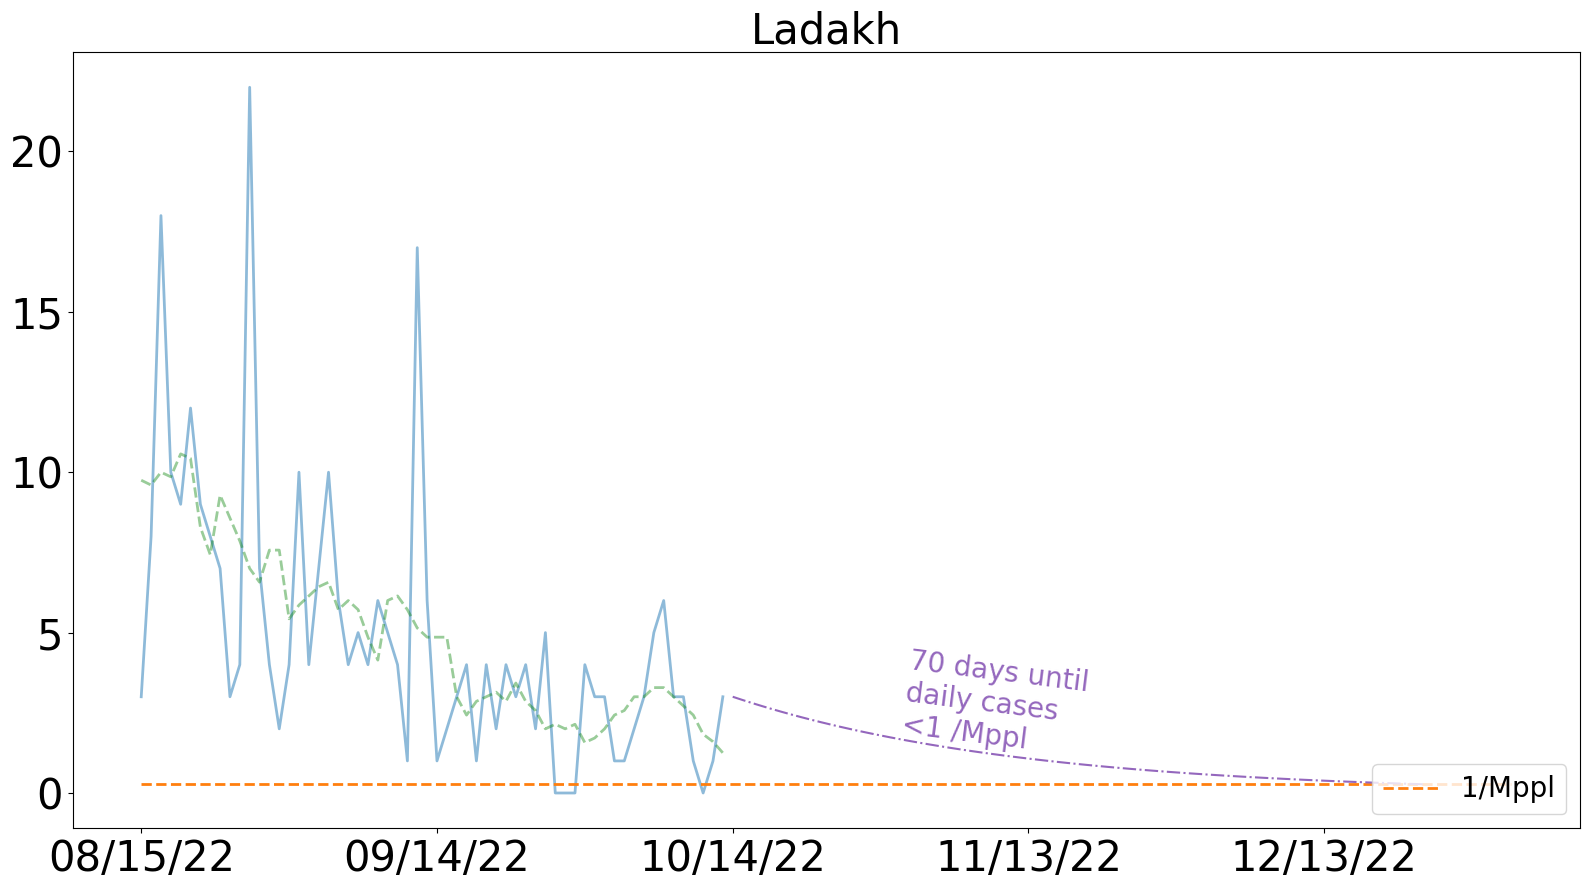 Ladakh
20
15
10
5
0
70 days until
daily cases
<1 /Mppl
1/Mppl
08/15/22
09/14/22
10/14/22
11/13/22
12/13/22